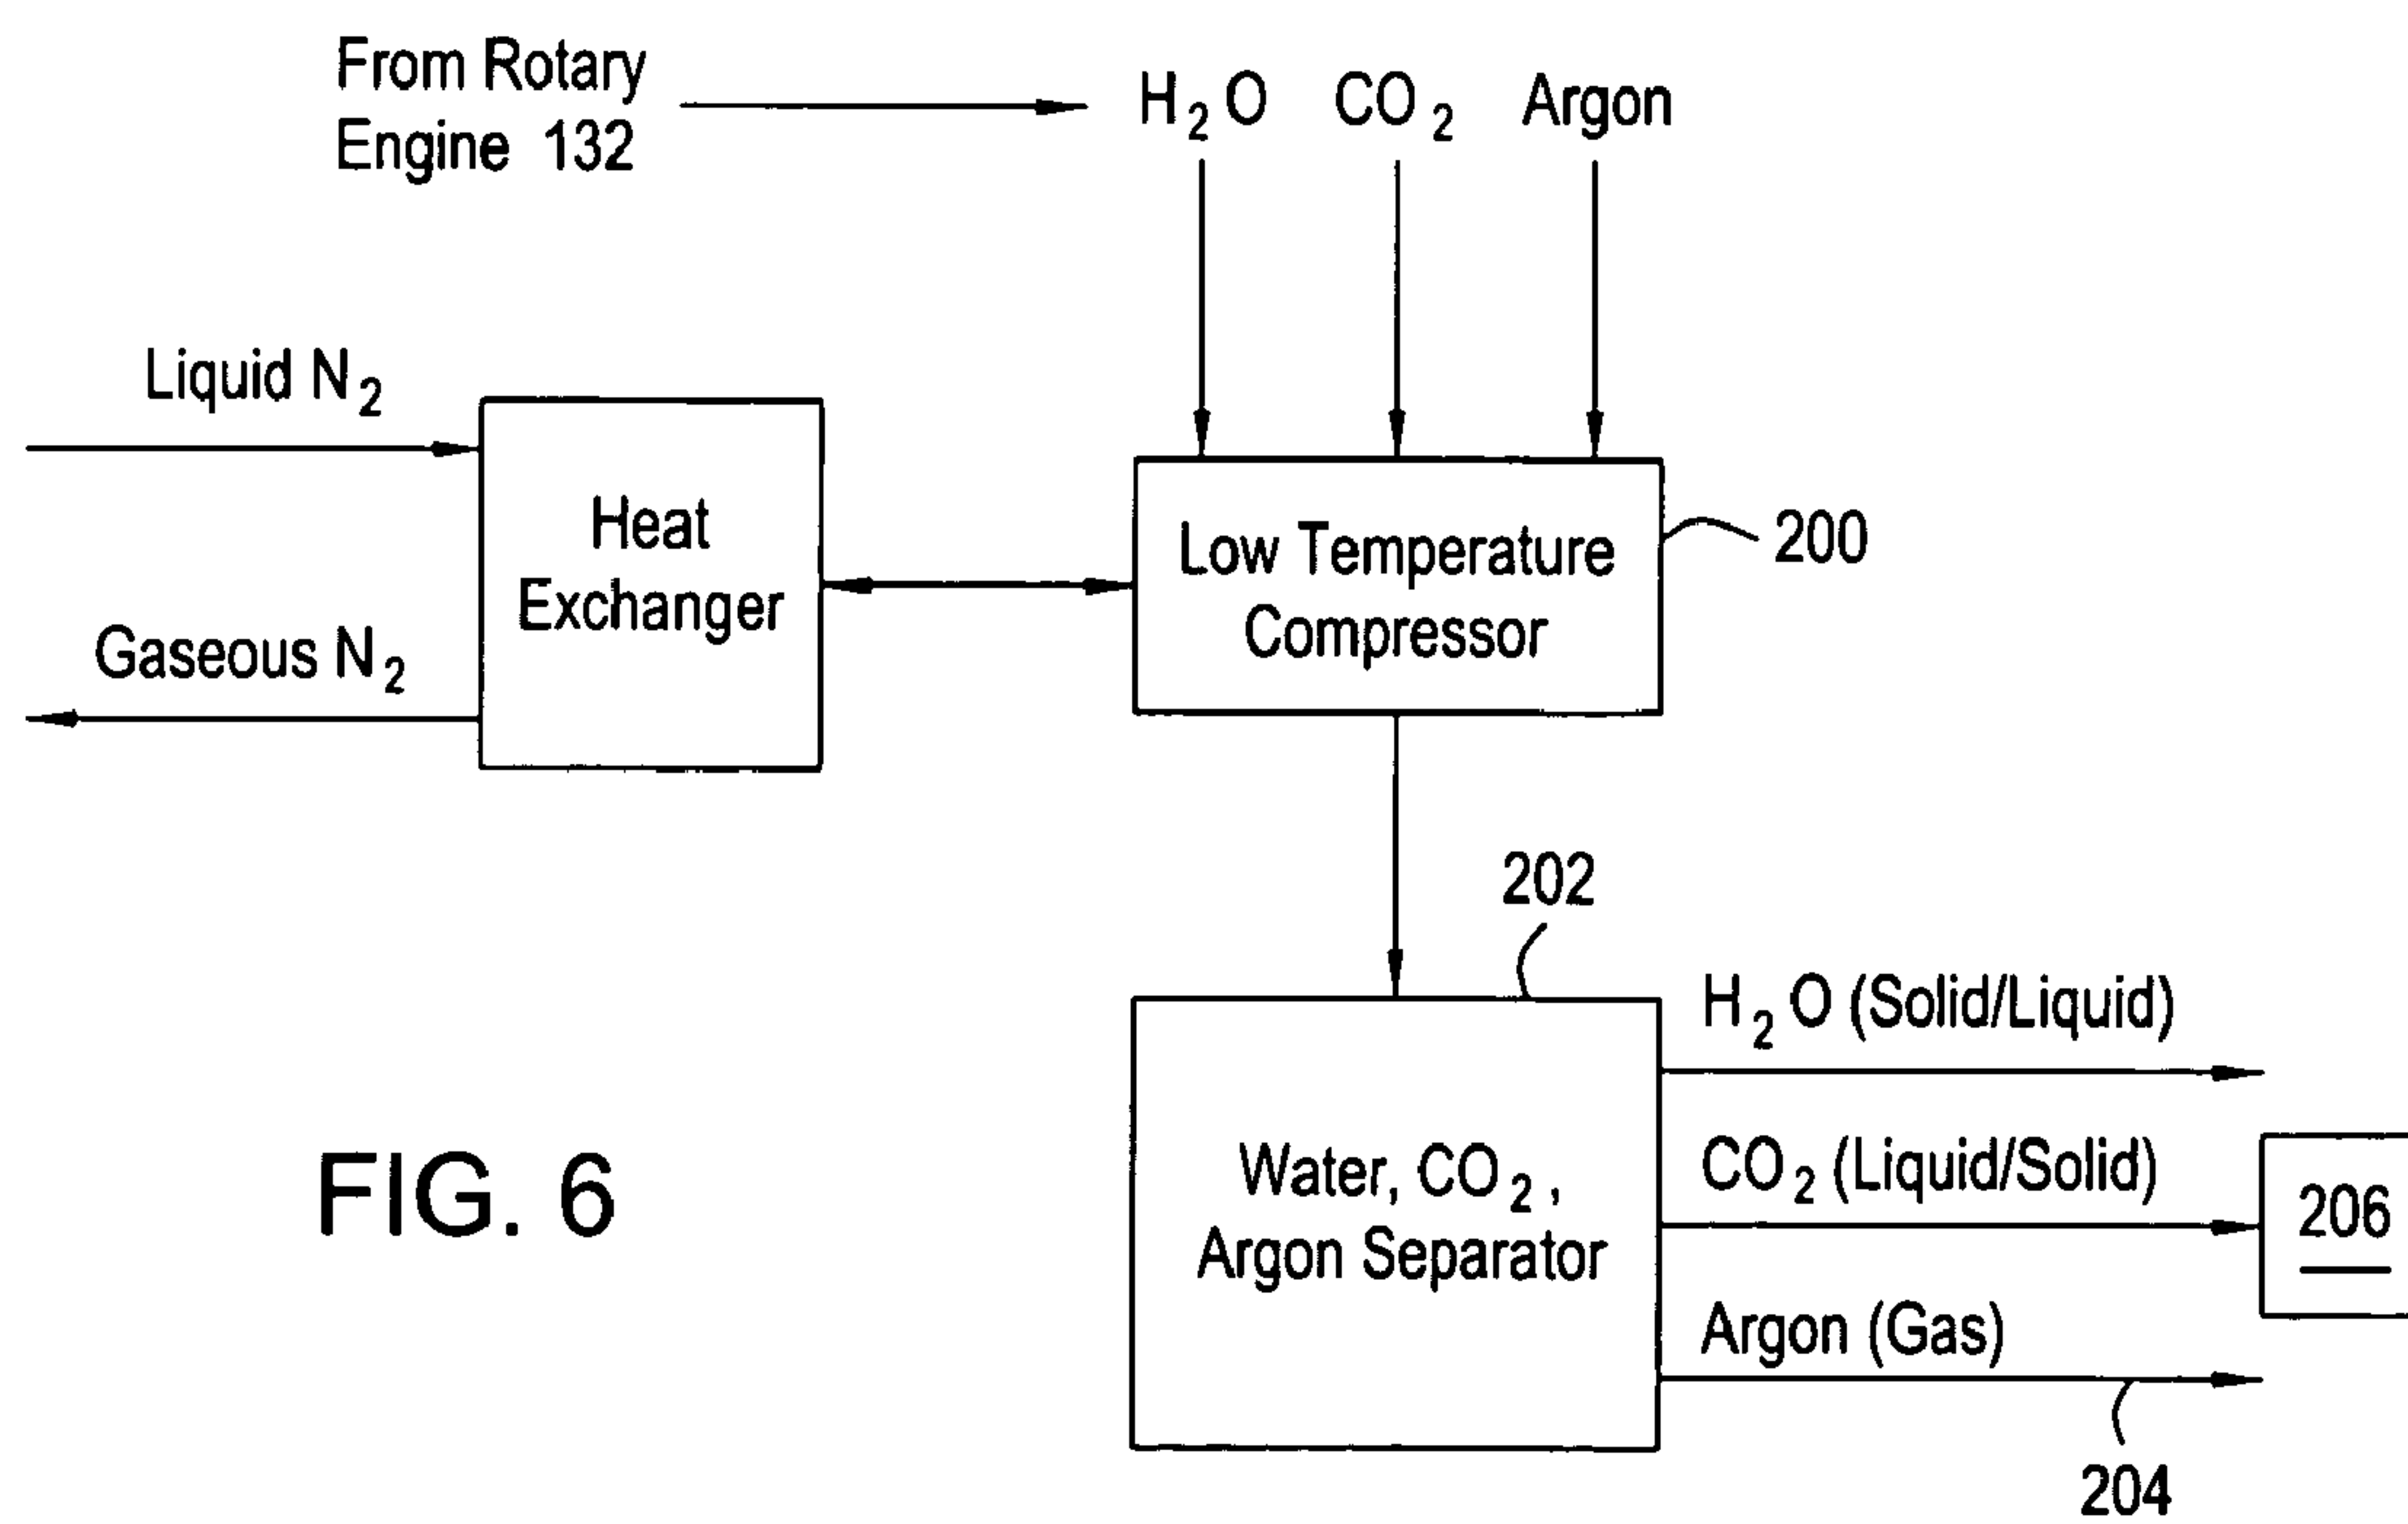 From Rotary
Engine 132
H2O CO2 Argon
Liquid N2
Heat
Exchanger
Gaseous N2
Low Temperature
Compressor
200
202
H2O (Solid/Liquid)
CO2 (Liquid/Solid)
Water, CO2,
Argon Separator
206
Argon (Gas)
204
FIG. 6